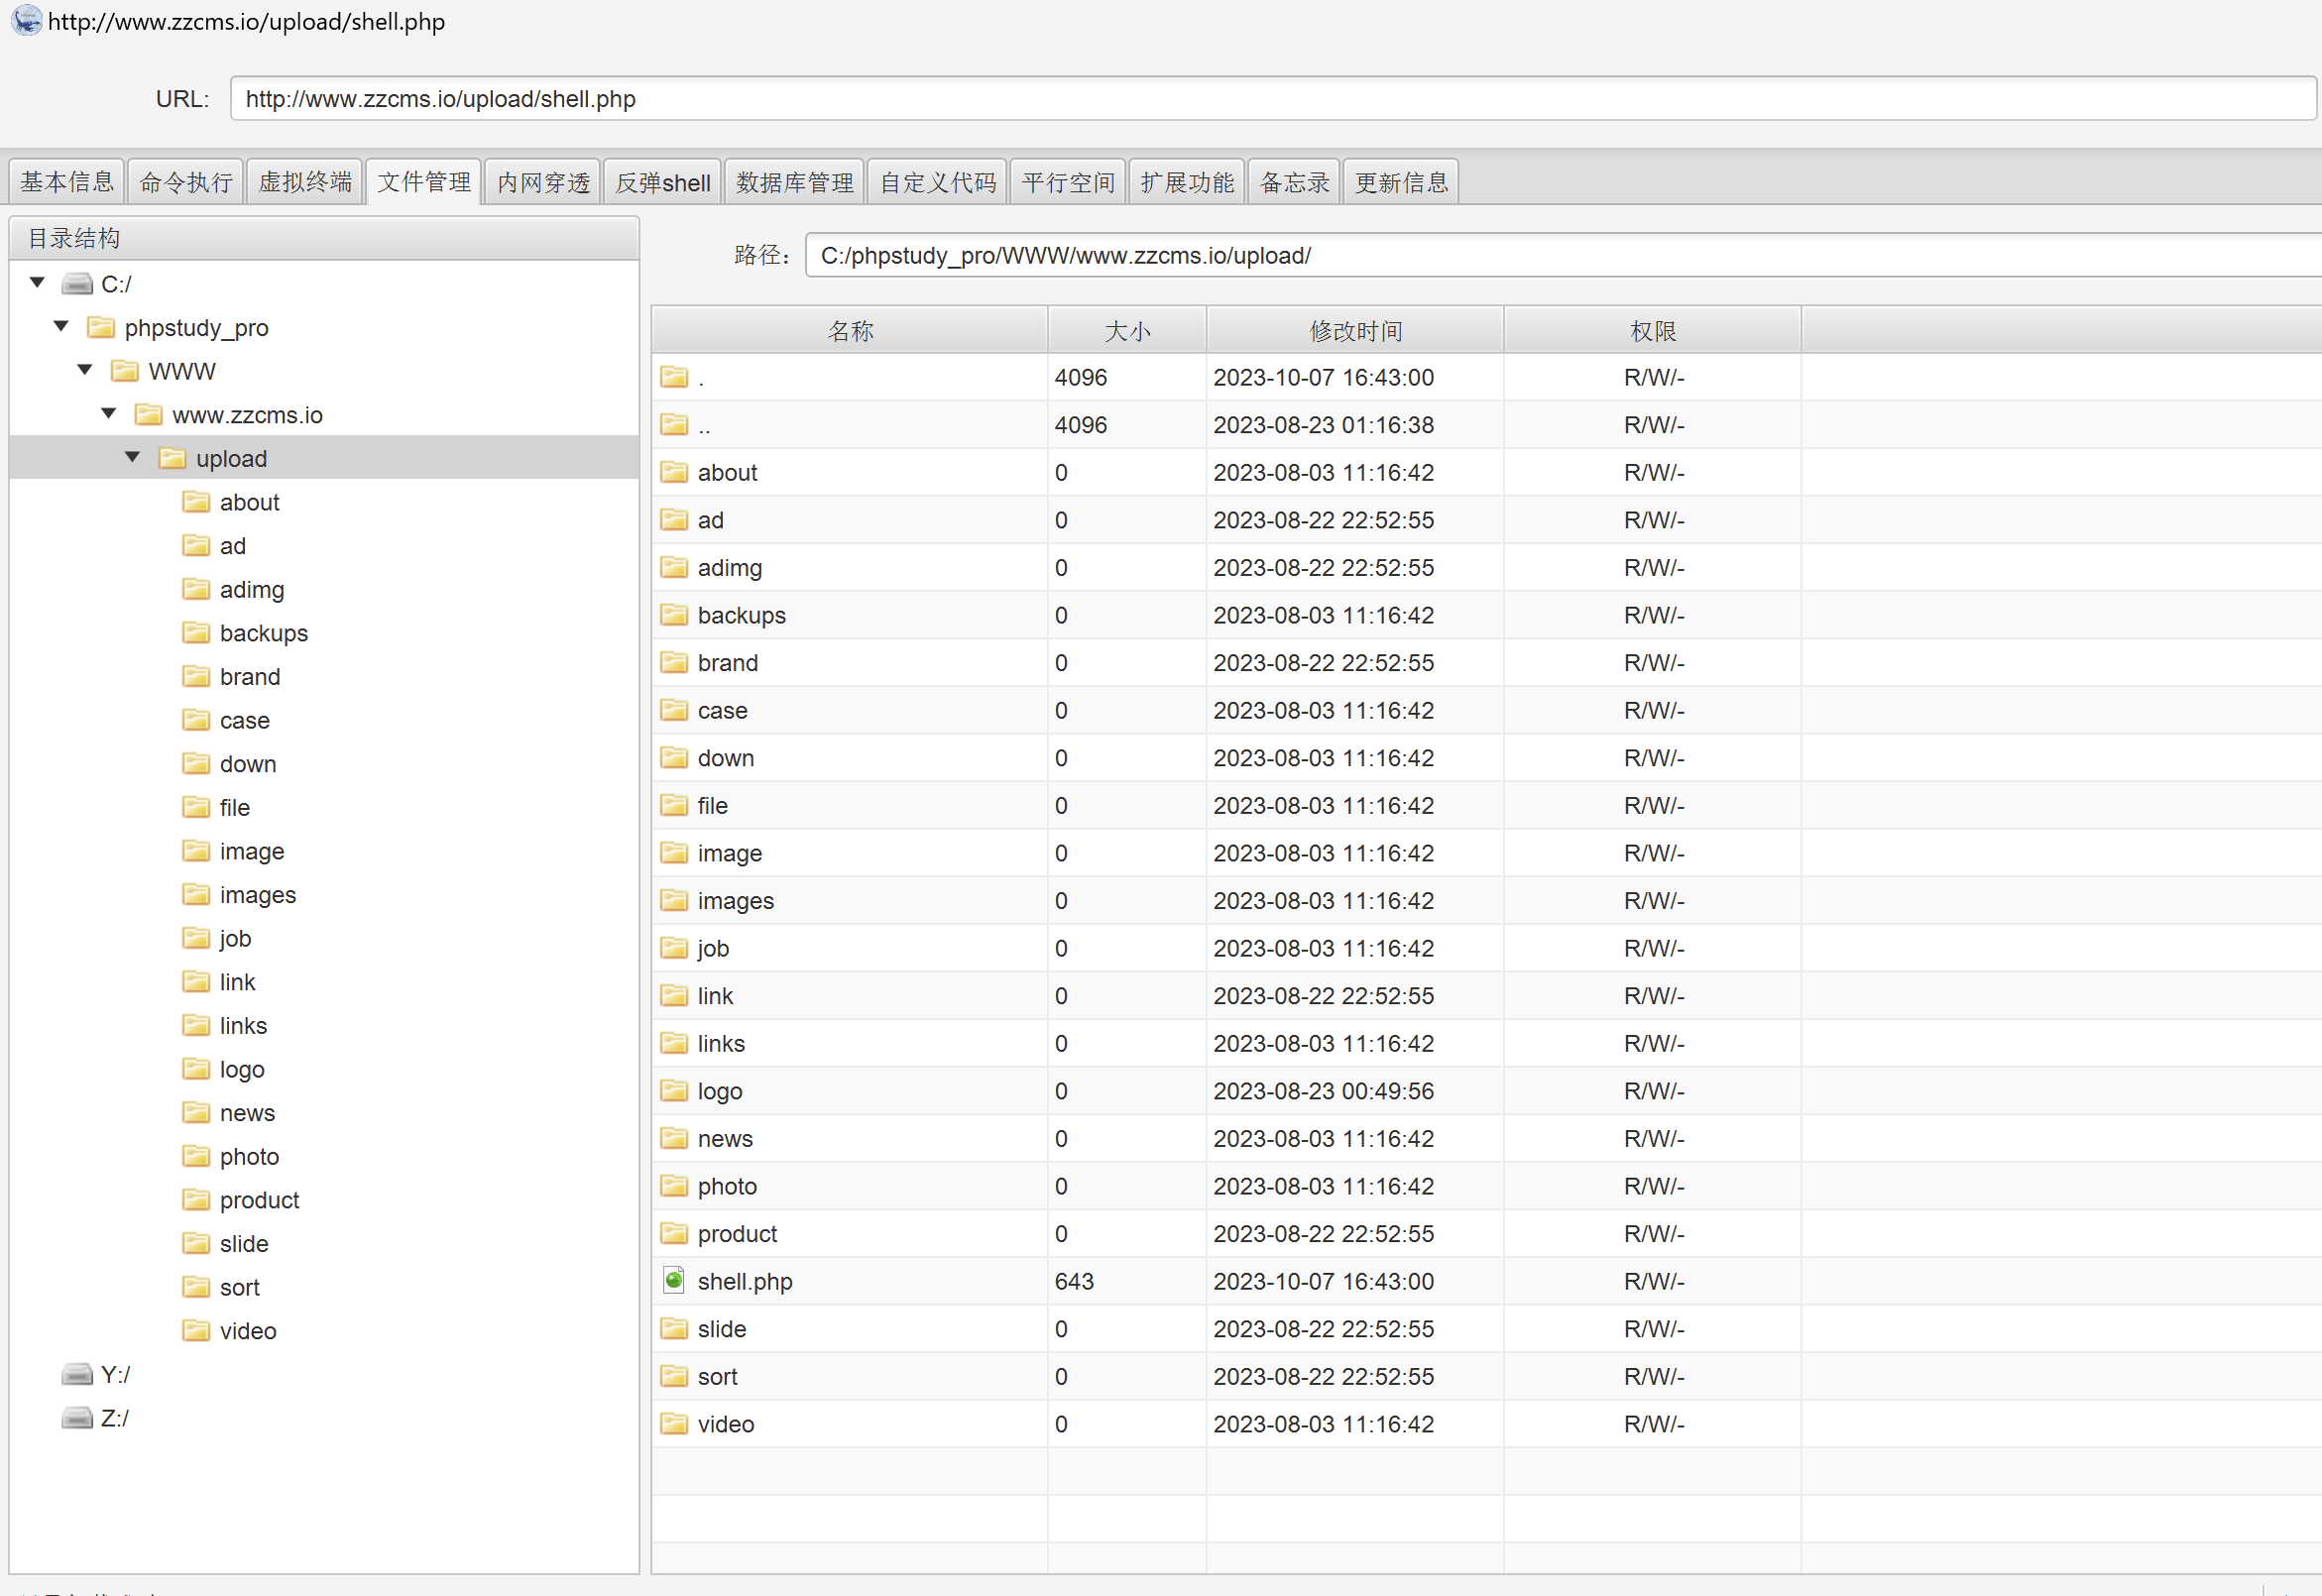 http://www.zzcms.io/upload/shell.php
URL: http://www.zzcms.io/upload/shell.php
基本信息 命令执行 虚拟终端 文件管理 内网穿透 反弹shell 数据库管理 自定义代码 平行空间 扩展功能 备忘录 更新信息
目录结构
C:/
phpstudy_pro
WWW
www.zzcms.io
upload
about
ad
adimg
backups
brand
case
down
file
image
images
job
link
links
logo
news
photo
product
slide
sort
video
Y:/
Z:/
路径: C:/phpstudy_pro/WWW/www.zzcms.io/upload/
名称 大小 修改时间 权限
. 4096 2023-10-07 16:43:00 R/W/-
.. 4096 2023-08-23 01:16:38 R/W/-
about 0 2023-08-03 11:16:42 R/W/-
ad 0 2023-08-22 22:52:55 R/W/-
adimg 0 2023-08-22 22:52:55 R/W/-
backups 0 2023-08-03 11:16:42 R/W/-
brand 0 2023-08-22 22:52:55 R/W/-
case 0 2023-08-03 11:16:42 R/W/-
down 0 2023-08-03 11:16:42 R/W/-
file 0 2023-08-03 11:16:42 R/W/-
image 0 2023-08-03 11:16:42 R/W/-
images 0 2023-08-03 11:16:42 R/W/-
job 0 2023-08-03 11:16:42 R/W/-
link 0 2023-08-22 22:52:55 R/W/-
links 0 2023-08-03 11:16:42 R/W/-
logo 0 2023-08-23 00:49:56 R/W/-
news 0 2023-08-03 11:16:42 R/W/-
photo 0 2023-08-03 11:16:42 R/W/-
product 0 2023-08-22 22:52:55 R/W/-
shell.php 643 2023-10-07 16:43:00 R/W/-
slide 0 2023-08-22 22:52:55 R/W/-
sort 0 2023-08-22 22:52:55 R/W/-
video 0 2023-08-03 11:16:42 R/W/-